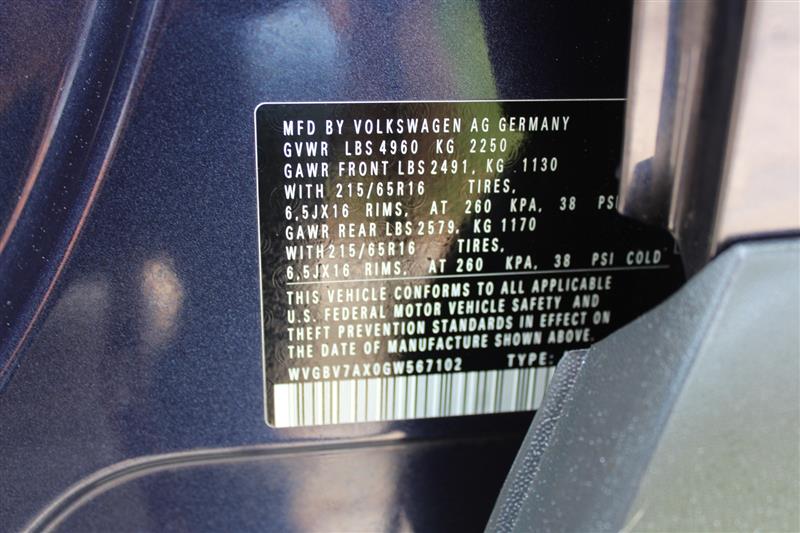 MFD BY VOLKSWAGEN AG GERMANY
GVWR LBS 4960 KG 2250
GAWR FRONT LBS 2491, KG 1130
WITH 215/65R16 TIRES,
6,5JX16 RIMS, AT 260 KPA, 38 PSI
GAWR REAR LBS 2579, KG 1170
WITH 215/65R16 TIRES,
6,5JX16 RIMS, AT 260 KPA, 38 PSI COLD
THIS VEHICLE CONFORMS TO ALL APPLICABLE
U.S. FEDERAL MOTOR VEHICLE SAFETY AND
THEFT PREVENTION STANDARDS IN EFFECT ON
THE DATE OF MANUFACTURE SHOWN ABOVE.
WVGBV7AX0GW567102 TYPE: